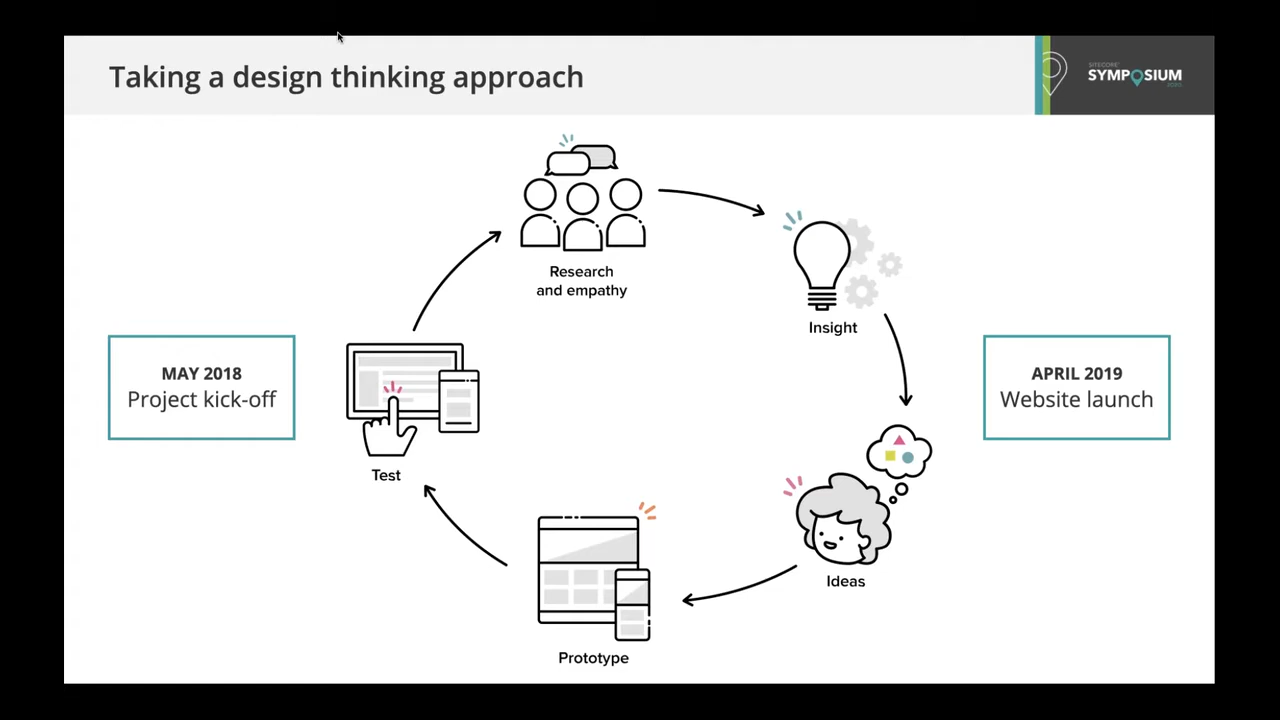 Taking a design thinking approach
SITECORE
SYMPOSIUM
Research
and empathy
Insight
MAY 2018
Project kick-off
APRIL 2019
Website launch
Test
Ideas
Prototype